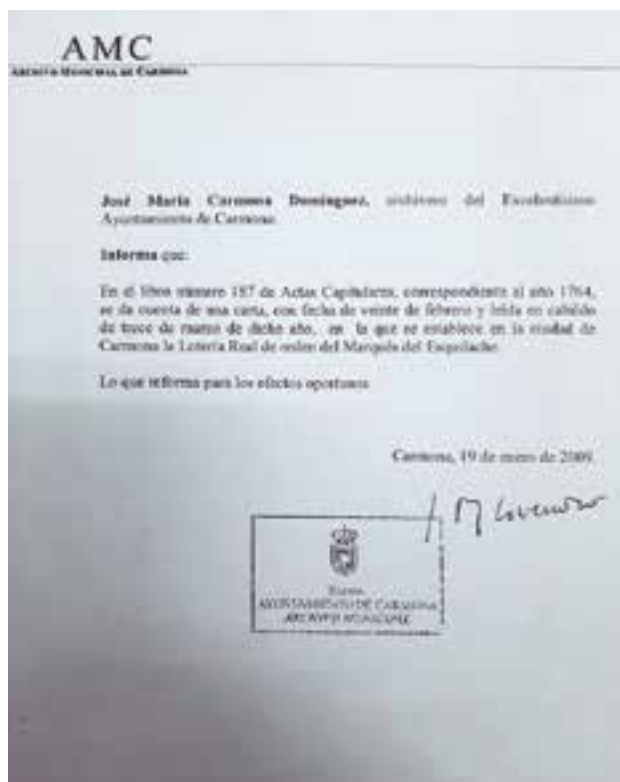 AMC
ARCHIVO MUNICIPAL DE CARMONA
José María Carmona Domínguez, archivero del Excelentísimo
Ayuntamiento de Carmona
Informa que:
En el libro número 187 de Actas Capitulares, correspondiente al año 1764,
se da cuenta de una carta, con fecha de veinte de febrero y leída en cabildo
de trece de marzo de dicho año, en la que se establece en la ciudad de
Carmona la Lotería Real de orden del Marqués del Esquilache
Lo que informa para los efectos oportunos
Carmona, 19 de enero de 2009.
AYUNTAMIENTO DE CARMONA
ARCHIVO MUNICIPAL